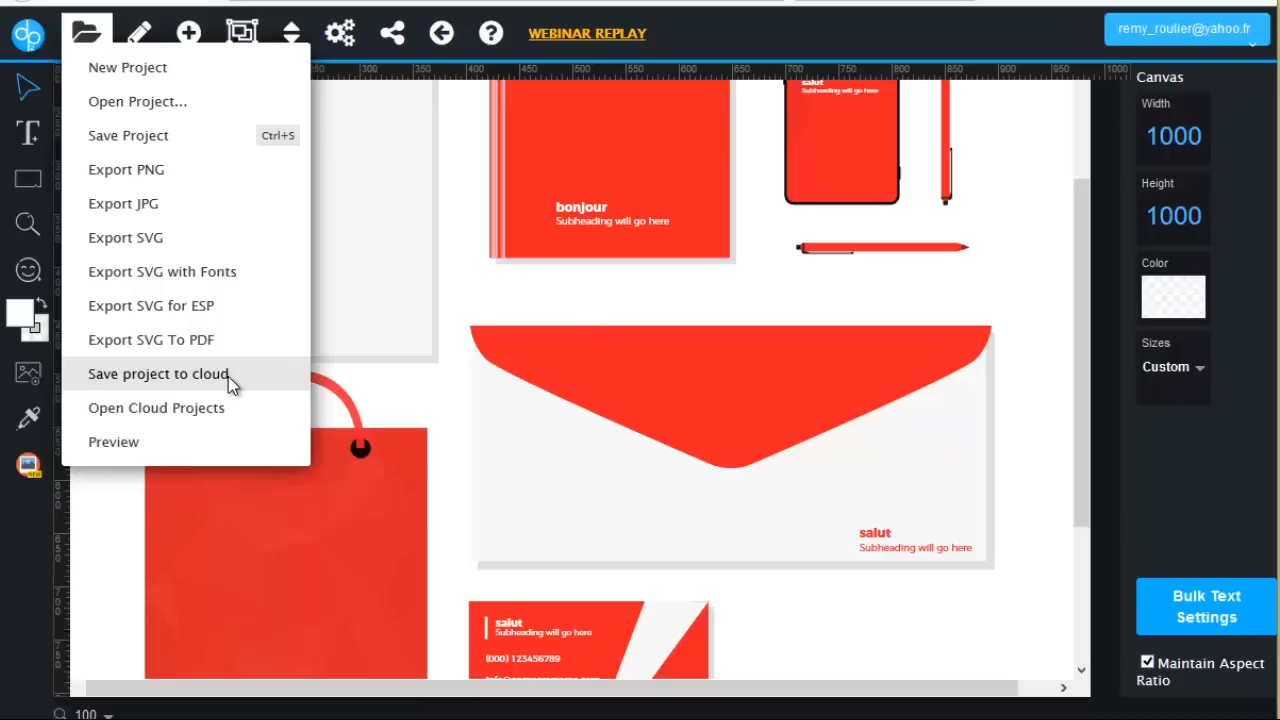 dp
WEBINAR REPLAY
remy_roulier@yahoo.fr
New Project
Open Project...
Save Project Ctrl+S
Export PNG
Export JPG
Export SVG
Export SVG with Fonts
Export SVG for ESP
Export SVG To PDF
Save project to cloud
Open Cloud Projects
Preview
350 400 450 500 550 600 650 700 750 800 850 900 950 1000
salut
Subheading will go here
bonjour
Subheading will go here
salut
Subheading will go here
salut
Subheading will go here
(000) 123456789
Canvas
Width
1000
Height
1000
Color
Sizes
Custom
Bulk Text
Settings
Maintain Aspect
Ratio
100